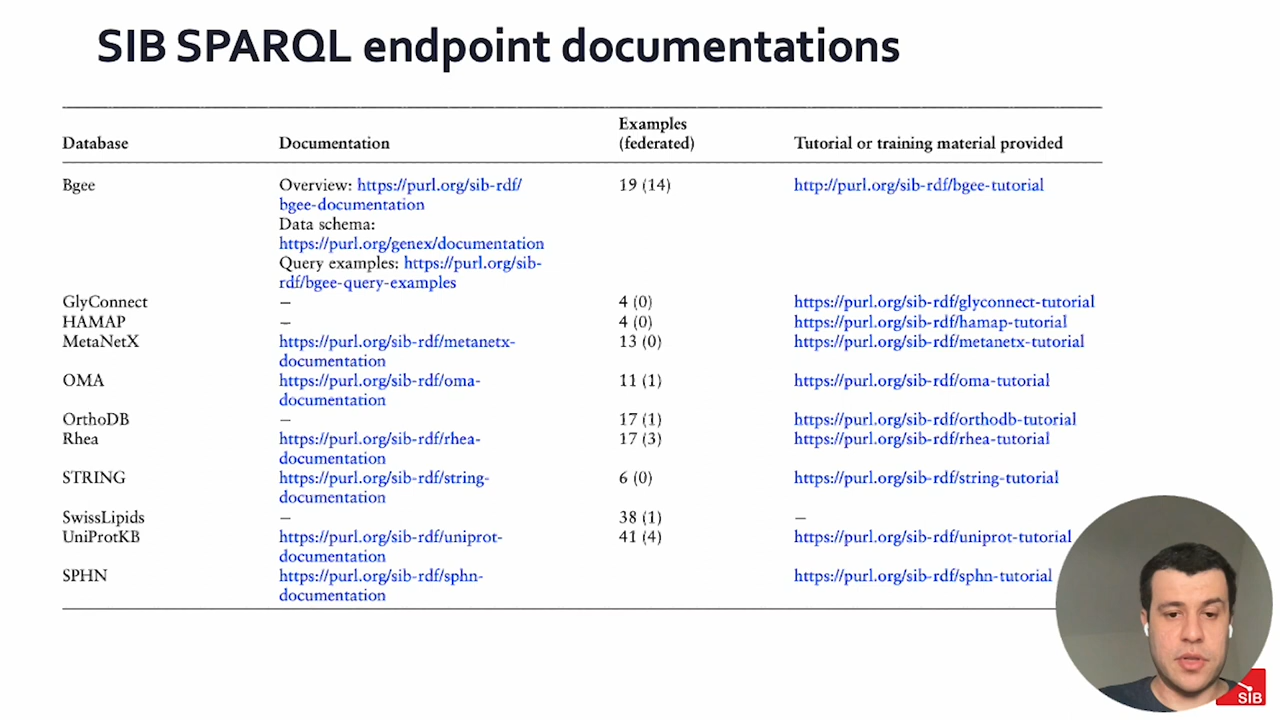 SIB SPARQL endpoint documentations
Examples
Database Documentation (federated) Tutorial or training material provided
Bgee Overview: https://purl.org/sib-rdf/ 19 (14) http://purl.org/sib-rdf/bgee-tutorial
bgee-documentation
Data schema:
https://purl.org/genex/documentation
Query examples: https://purl.org/sib-
rdf/bgee-query-examples
GlyConnect – 4 (0) https://purl.org/sib-rdf/glyconnect-tutorial
HAMAP – 4 (0) https://purl.org/sib-rdf/hamap-tutorial
MetaNetX https://purl.org/sib-rdf/metanetx- 13 (0) https://purl.org/sib-rdf/metanetx-tutorial
documentation
OMA https://purl.org/sib-rdf/oma- 11 (1) https://purl.org/sib-rdf/oma-tutorial
documentation
OrthoDB – 17 (1) https://purl.org/sib-rdf/orthodb-tutorial
Rhea https://purl.org/sib-rdf/rhea- 17 (3) https://purl.org/sib-rdf/rhea-tutorial
documentation
STRING https://purl.org/sib-rdf/string- 6 (0) https://purl.org/sib-rdf/string-tutorial
documentation
SwissLipids – 38 (1) –
UniProtKB https://purl.org/sib-rdf/uniprot- 41 (4) https://purl.org/sib-rdf/uniprot-tutorial
documentation
SPHN https://purl.org/sib-rdf/sphn- https://purl.org/sib-rdf/sphn-tutorial
documentation
SIB